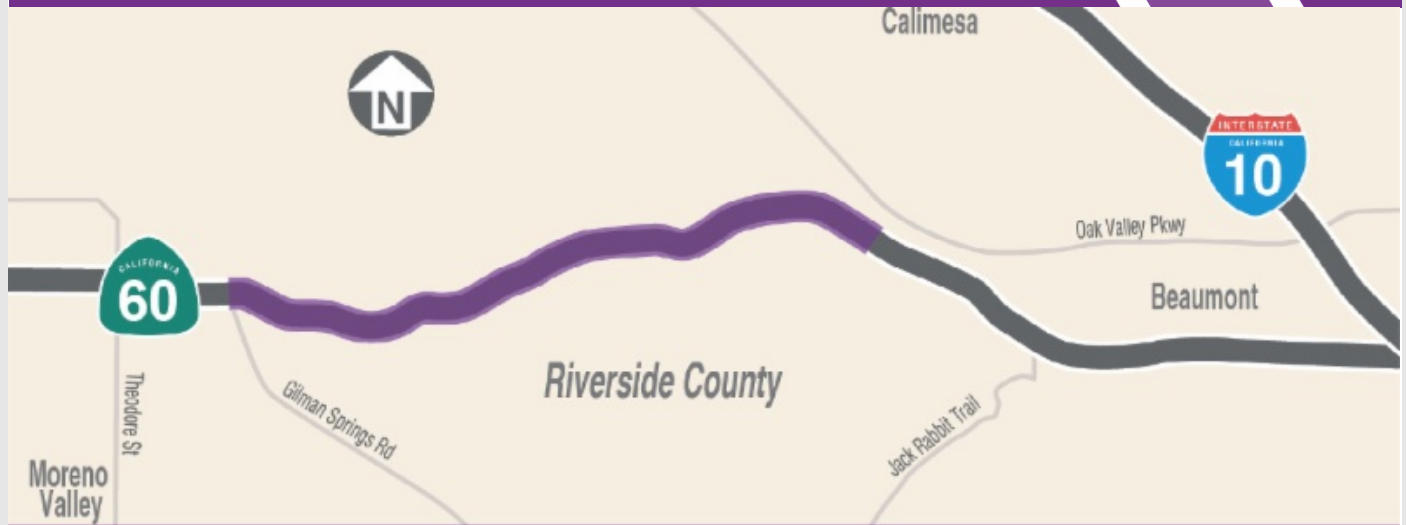 Calimesa
N
INTERSTATE
CALIFORNIA
10
Oak Valley Pkwy
CALIFORNIA
60
Beaumont
Riverside County
Theodore St
Gilman Springs Rd
Jack Rabbit Trail
Moreno
Valley